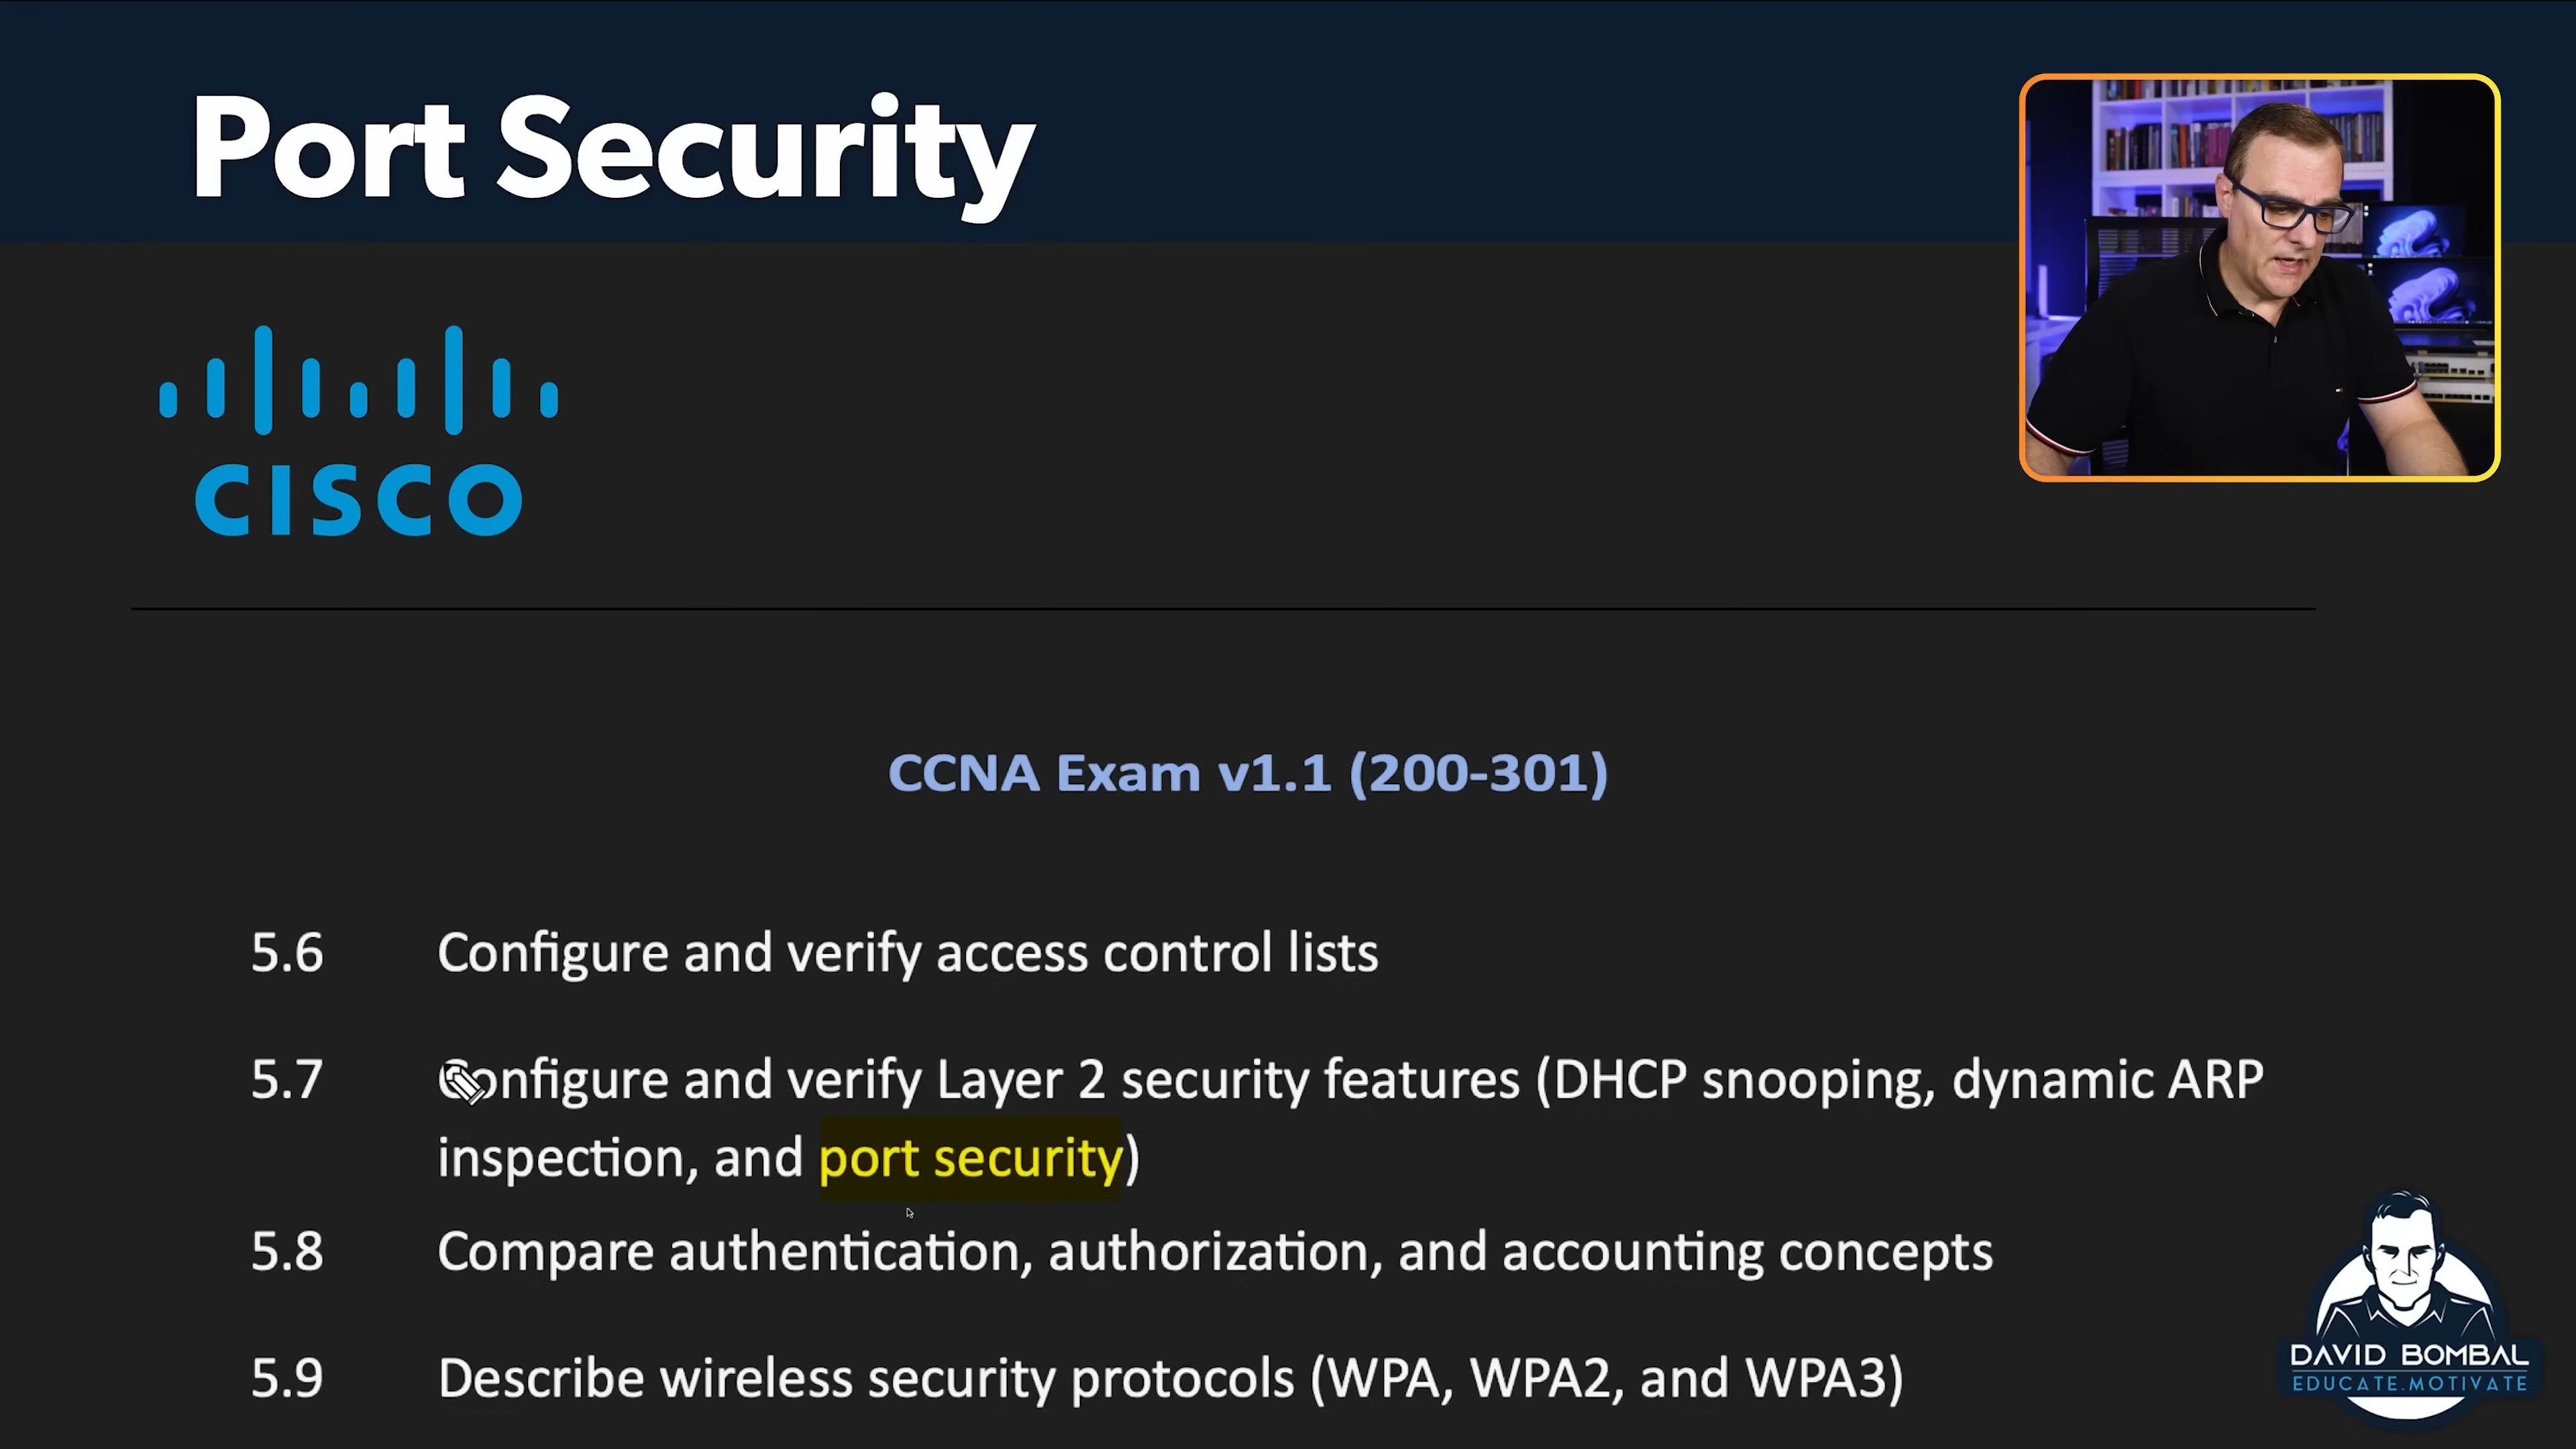 Port Security
CISCO
CCNA Exam v1.1 (200-301)
5.6 Configure and verify access control lists
5.7 Configure and verify Layer 2 security features (DHCP snooping, dynamic ARP
inspection, and port security)
5.8 Compare authentication, authorization, and accounting concepts
5.9 Describe wireless security protocols (WPA, WPA2, and WPA3)
DAVID BOMBAL
EDUCATE.MOTIVATE